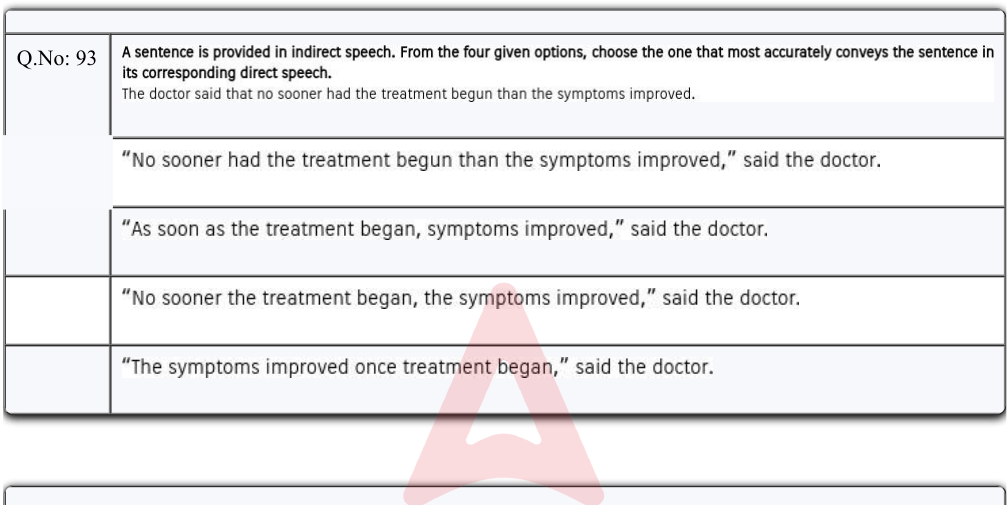 Q.No: 93
A sentence is provided in indirect speech. From the four given options, choose the one that most accurately conveys the sentence in
its corresponding direct speech.
The doctor said that no sooner had the treatment begun than the symptoms improved.
“No sooner had the treatment begun than the symptoms improved,” said the doctor.
“As soon as the treatment began, symptoms improved,” said the doctor.
“No sooner the treatment began, the symptoms improved,” said the doctor.
“The symptoms improved once treatment began,” said the doctor.